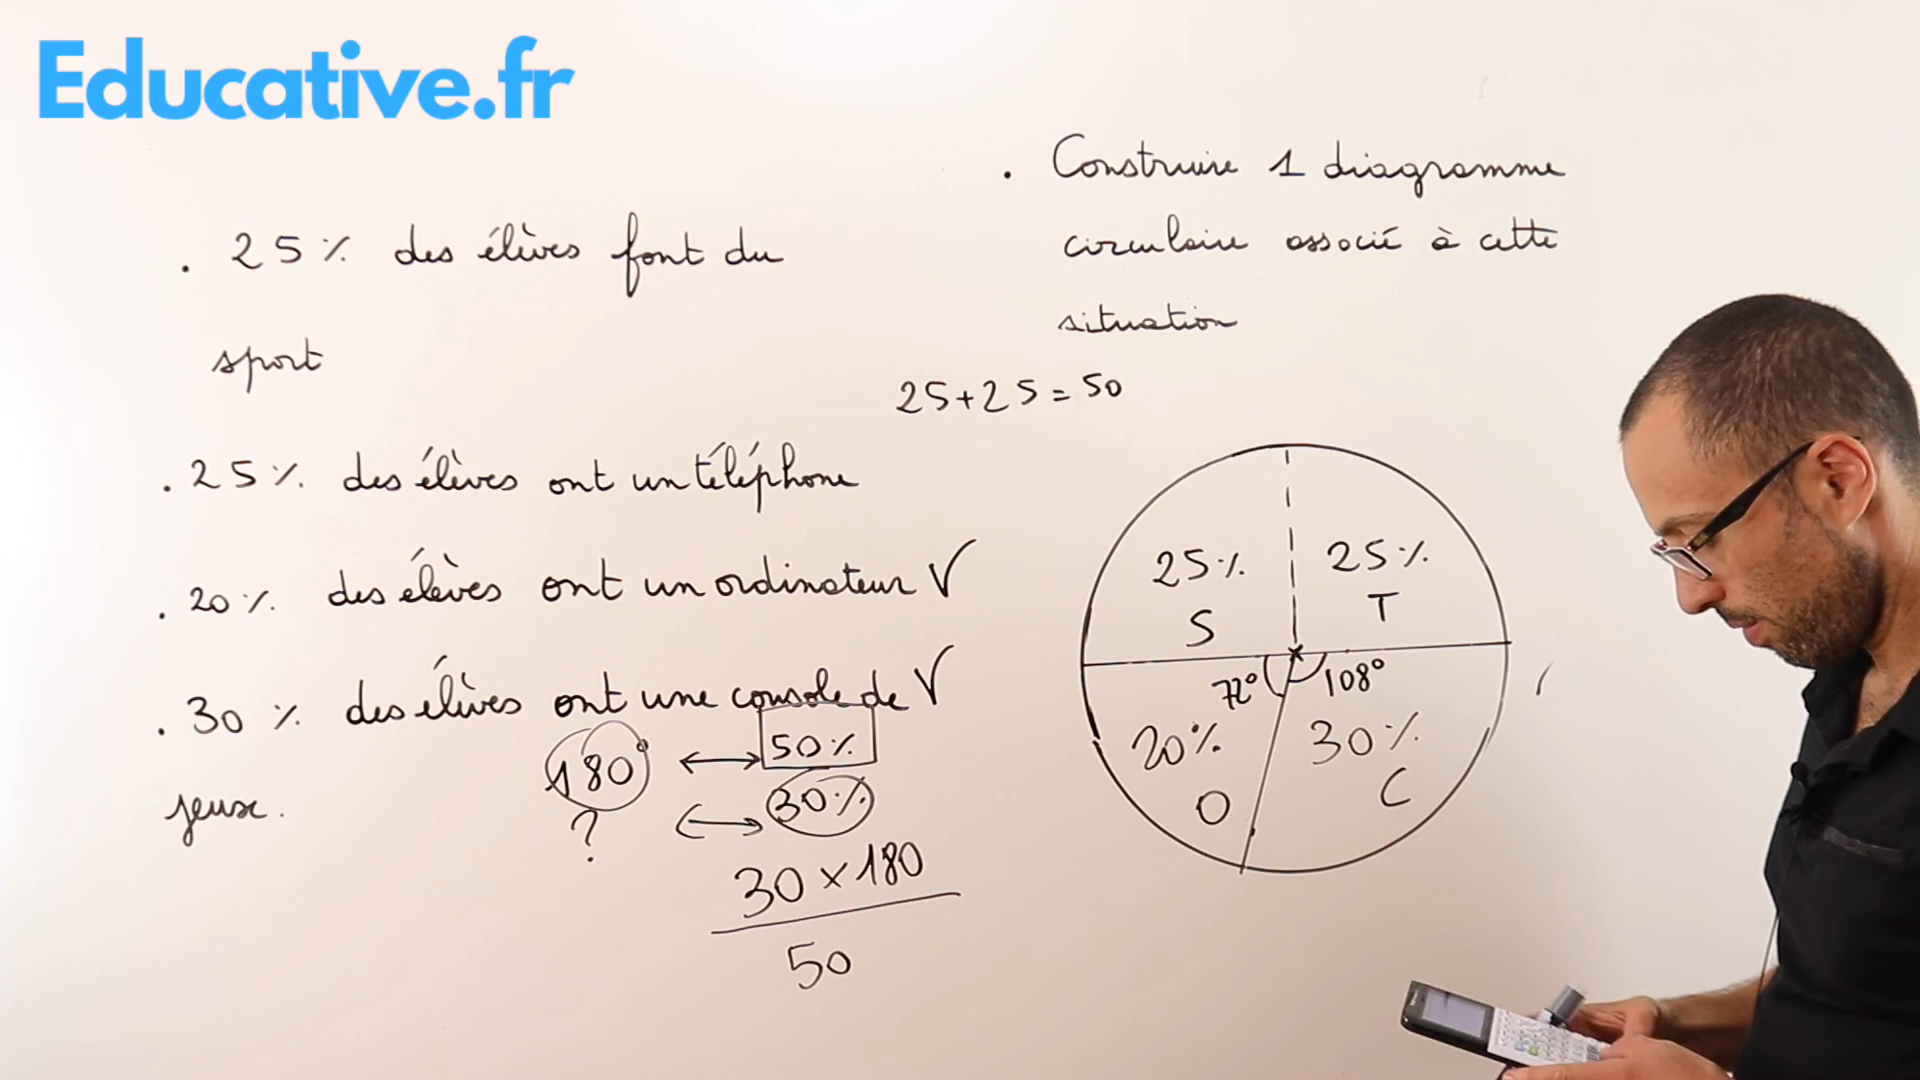 Educative.fr
. 25 % des élèves font du
sport
. 25 % des élèves ont un téléphone
. 20 % des élèves ont un ordinateur V
. 30 % des élèves ont une console de V
jeux.
180° ↔ 50 %
? ↔ 30 %
30 × 180
50
. Construire 1 diagramme
circulaire associé à cette
situation
25 + 25 = 50
25 % 25 %
S T
72° 108°
20 % 30 %
O C